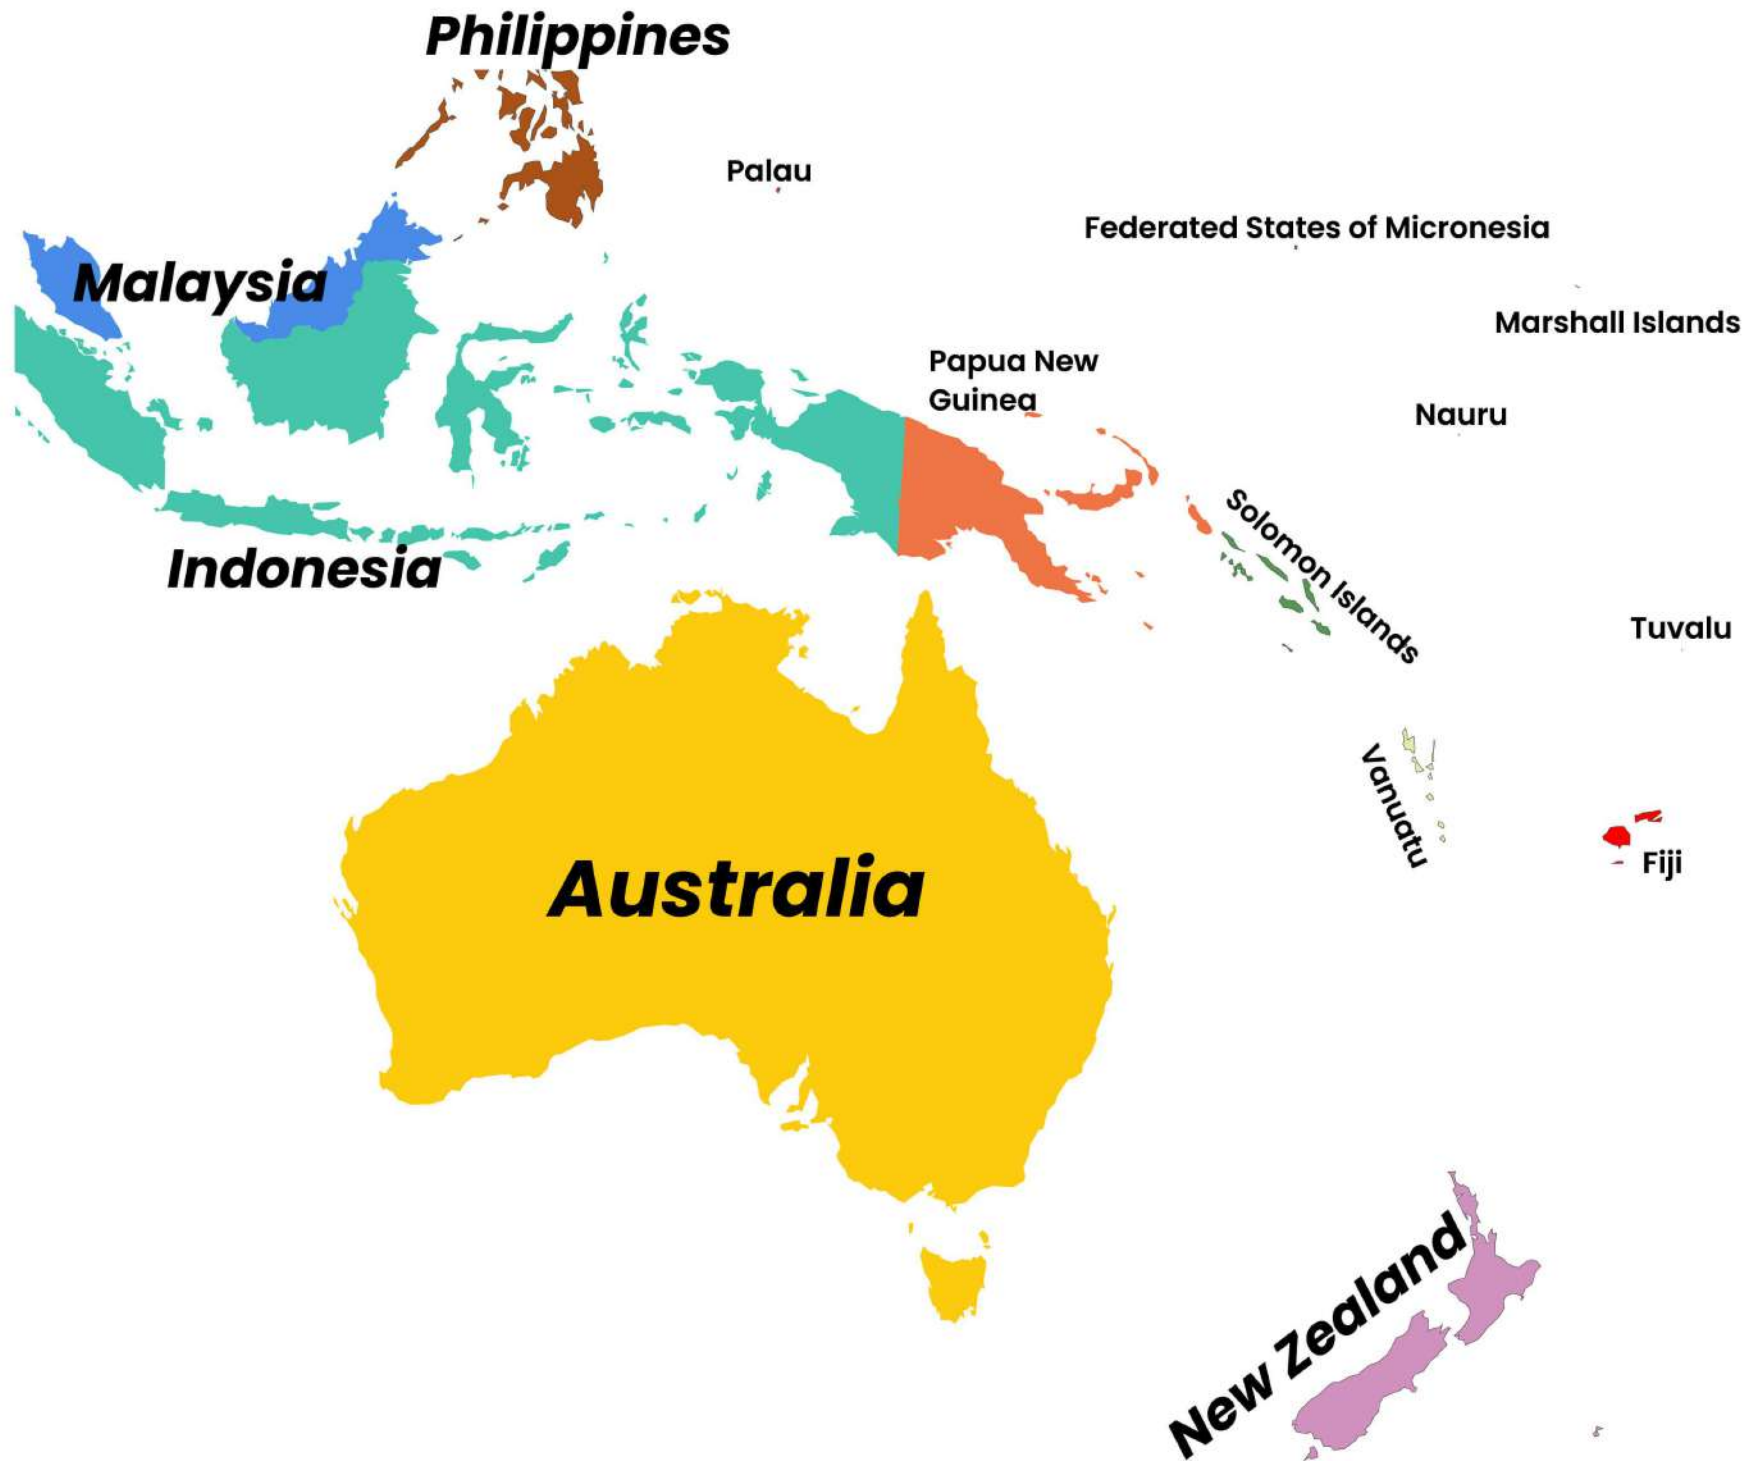 Philippines
Palau
Federated States of Micronesia
Malaysia
Marshall Islands
Papua New
Guinea
Nauru
Solomon Islands
Indonesia
Tuvalu
Vanuatu
Fiji
Australia
New Zealand